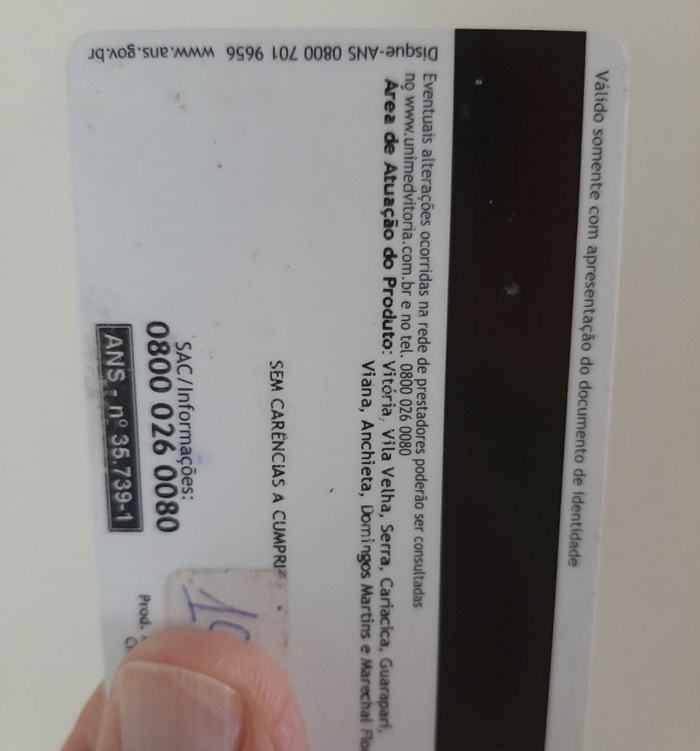 Válido somente com apresentação do documento de identidade
Eventuais alterações ocorridas na rede de prestadores poderão ser consultadas
no www.unimedvitoria.com.br e no tel. 0800 026 0080
Área de Atuação do Produto: Vitória, Vila Velha, Serra, Cariacica, Guarapari,
Viana, Anchieta, Domingos Martins e Marechal
SEM CARÊNCIAS A CUMPRIR
SAC/Informações:
0800 026 0080
ANS - nº 35.739-1
Prod.
Disque-ANS 0800 701 9656 www.ans.gov.br